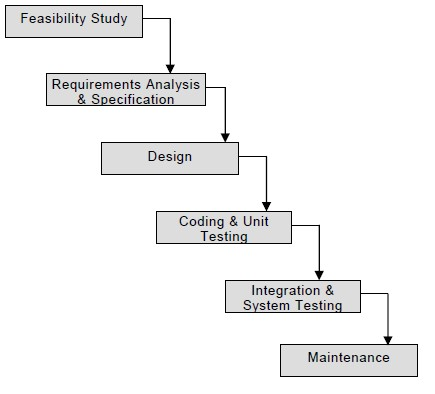 Feasibility Study
Requirements Analysis
& Specification
Design
Coding & Unit
Testing
Integration &
System Testing
Maintenance